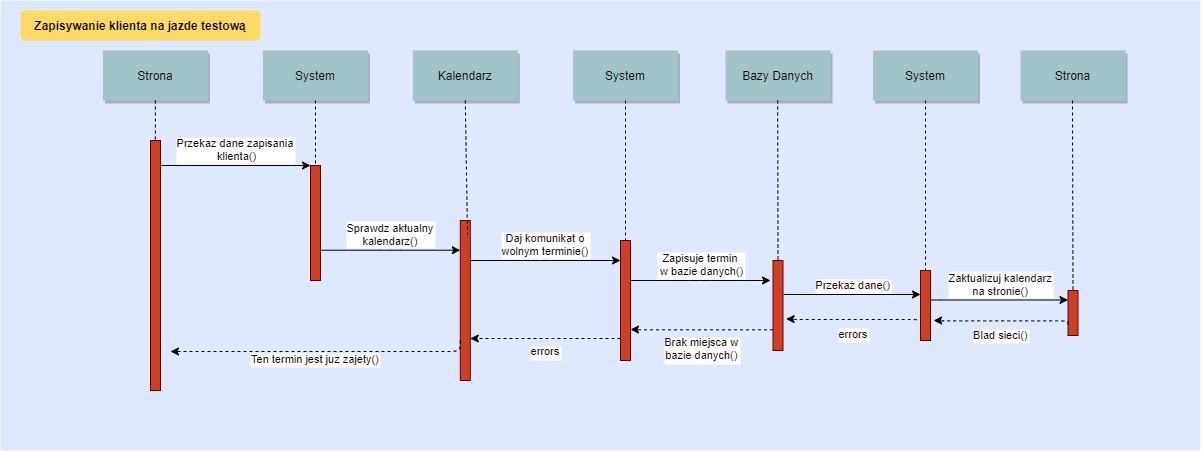 Zapisywanie klienta na jazde testową
Strona
System
Kalendarz
System
Bazy Danych
System
Strona
Przekaz dane zapisania
klienta()
Sprawdz aktualny
kalendarz()
Daj komunikat o
wolnym terminie()
Zapisuje termin
w bazie danych()
Przekaż dane()
Zaktualizuj kalendarz
na stronie()
Ten termin jest juz zajety()
errors
Brak miejsca w
bazie danych()
errors
Blad sieci()